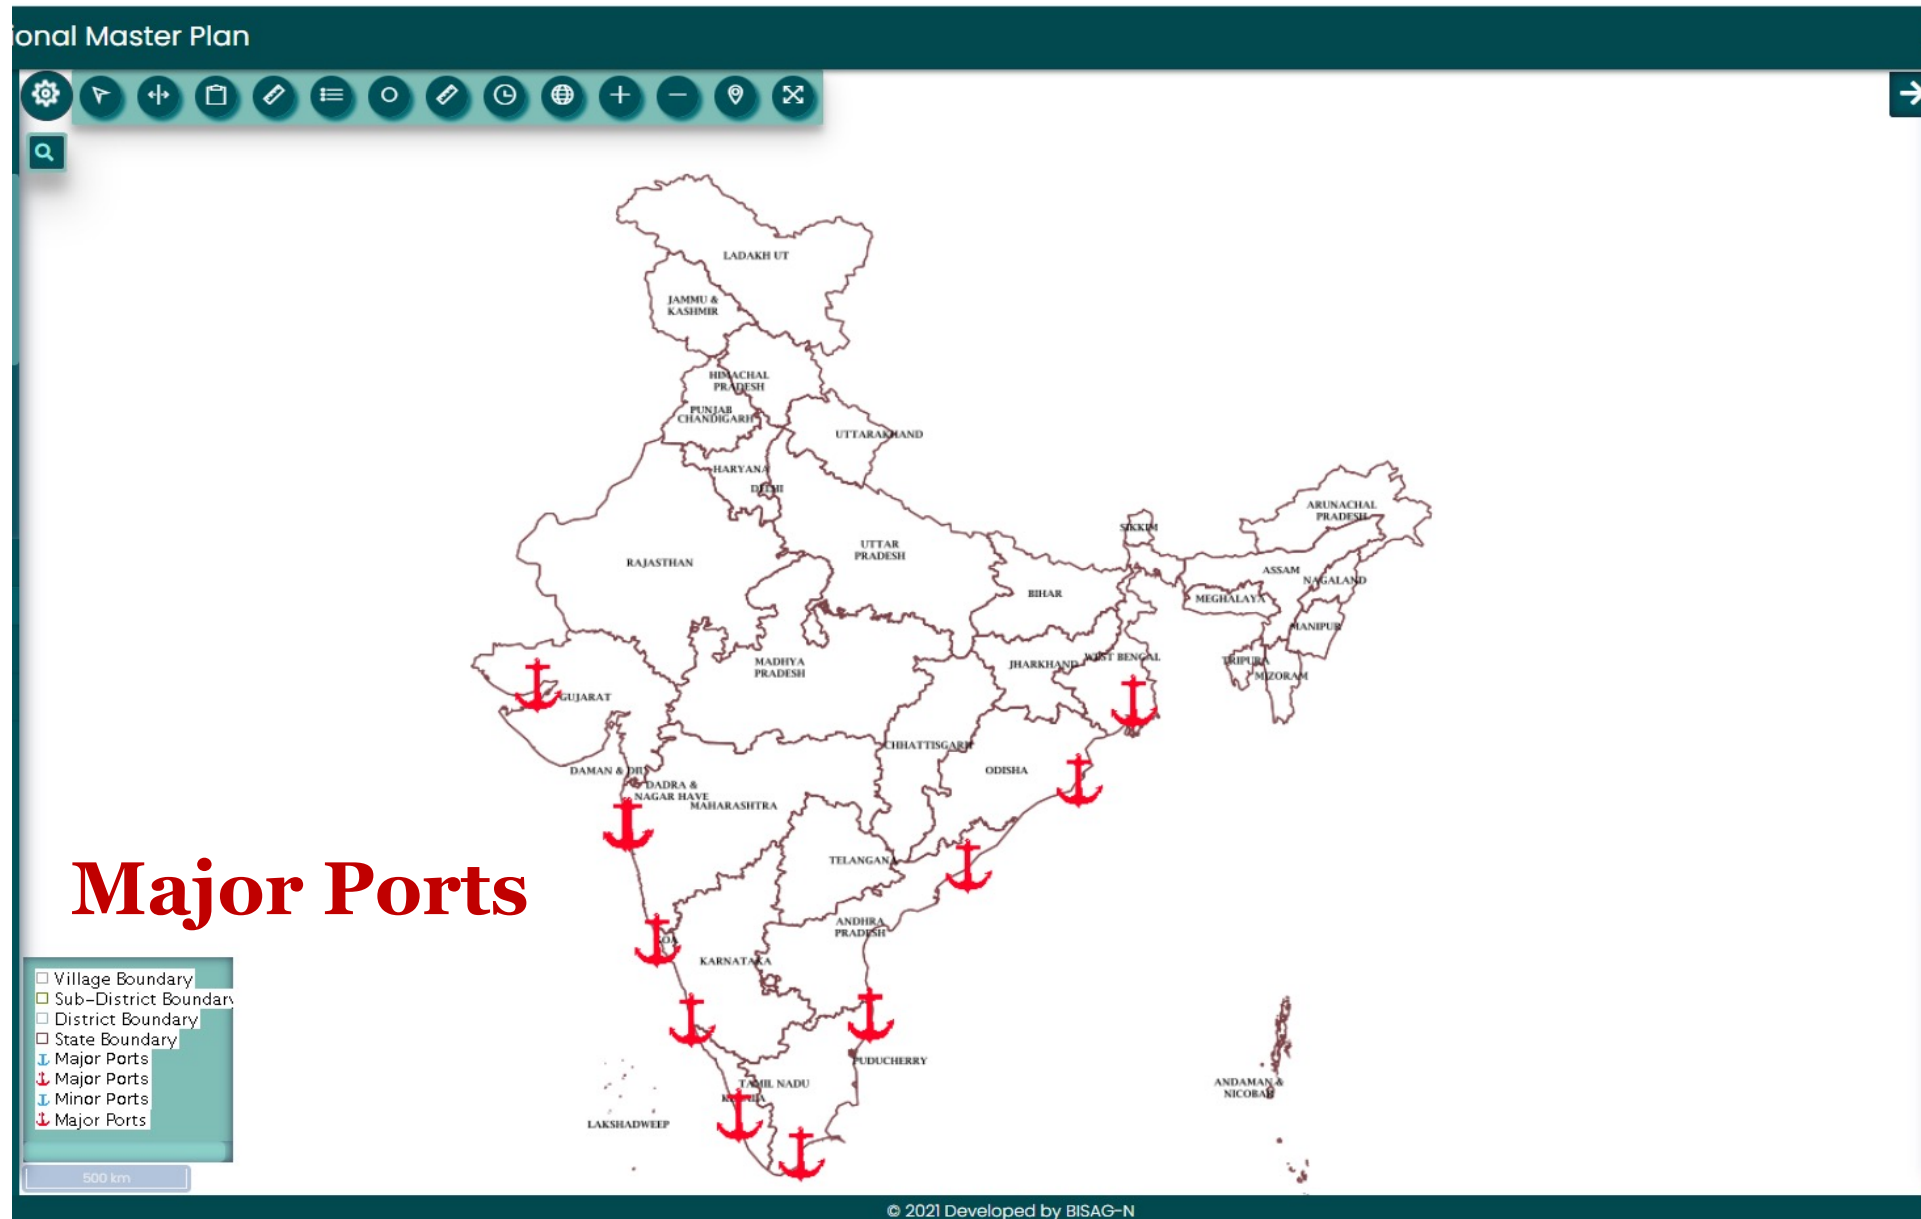 ional Master Plan
LADAKH UT
JAMMU &
KASHMIR
HIMACHAL
PRADESH
PUNJAB
CHANDIGARH
UTTARAKHAND
HARYANA
DELHI
ARUNACHAL
PRADESH
SIKKIM
UTTAR
PRADESH
RAJASTHAN
ASSAM
NAGALAND
BIHAR
MEGHALAYA
MANIPUR
MADHYA
PRADESH
JHARKHAND
WEST BENGAL
TRIPURA
MIZORAM
GUJARAT
CHHATTISGARH
DAMAN & DIU
ODISHA
DADRA &
NAGAR HAVE
MAHARASHTRA
TELANGANA
Major Ports
ANDHRA
PRADESH
GOA
KARNATAKA
PUDUCHERRY
TAMIL NADU
KERALA
ANDAMAN &
NICOBAR
LAKSHADWEEP
Village Boundary
Sub-District Boundary
District Boundary
State Boundary
Major Ports
Major Ports
Minor Ports
Major Ports
500 km
© 2021 Developed by BISAG-N